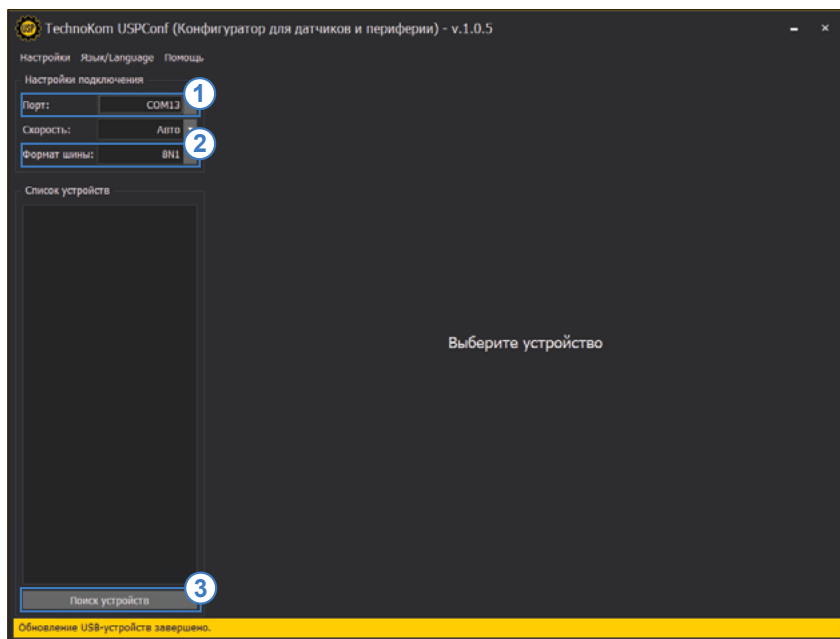 USP TechnoKom USPConf (Конфигуратор для датчиков и периферии) - v.1.0.5
Настройки Язык/Language Помощь
Настройки подключения
1
Порт: COM13
Скорость: Авто
2
Формат шины: 8N1
Список устройств
Выберите устройство
3
Поиск устройств
Обновление USB-устройств завершено.